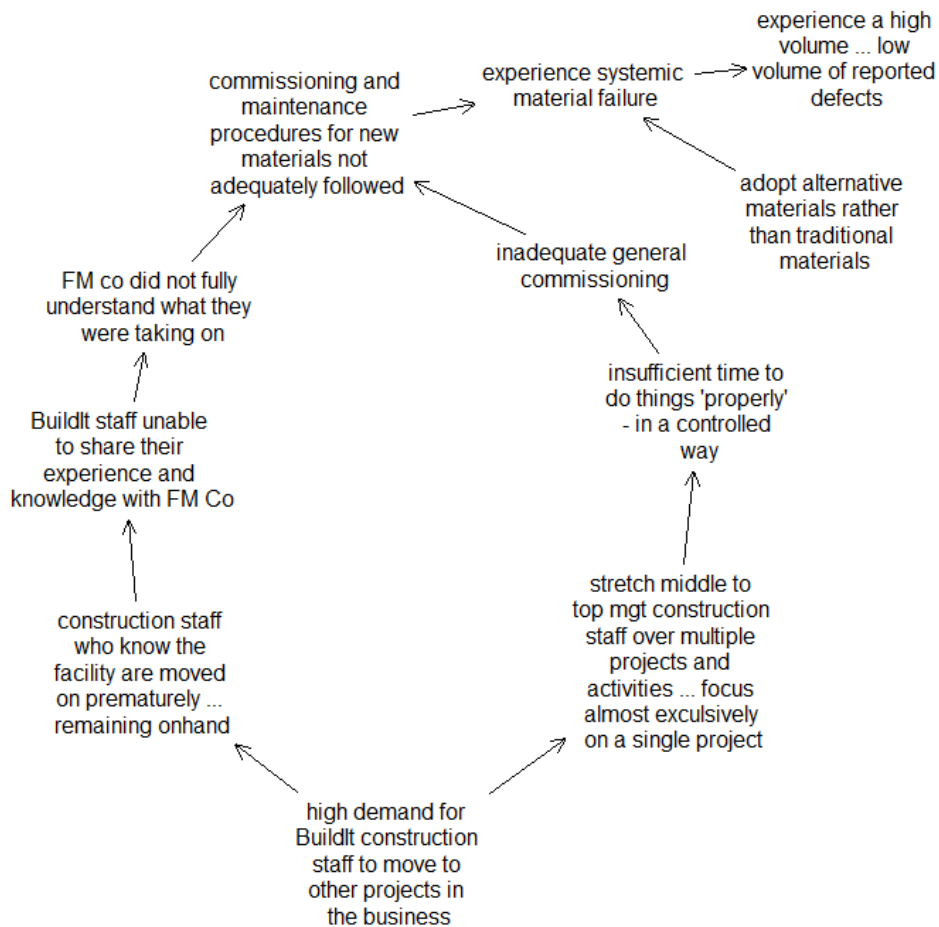 experience a high
volume ... low
volume of reported
defects
experience systemic
material failure
commissioning and
maintenance
procedures for new
materials not
adequately followed
adopt alternative
materials rather
than traditional
materials
inadequate general
commissioning
FM co did not fully
understand what they
were taking on
insufficient time to
do things 'properly'
- in a controlled
way
BuildIt staff unable
to share their
experience and
knowledge with FM Co
stretch middle to
top mgt construction
staff over multiple
projects and
activities ... focus
almost exculsively
on a single project
construction staff
who know the
facility are moved
on prematurely ...
remaining onhand
high demand for
BuildIt construction
staff to move to
other projects in
the business